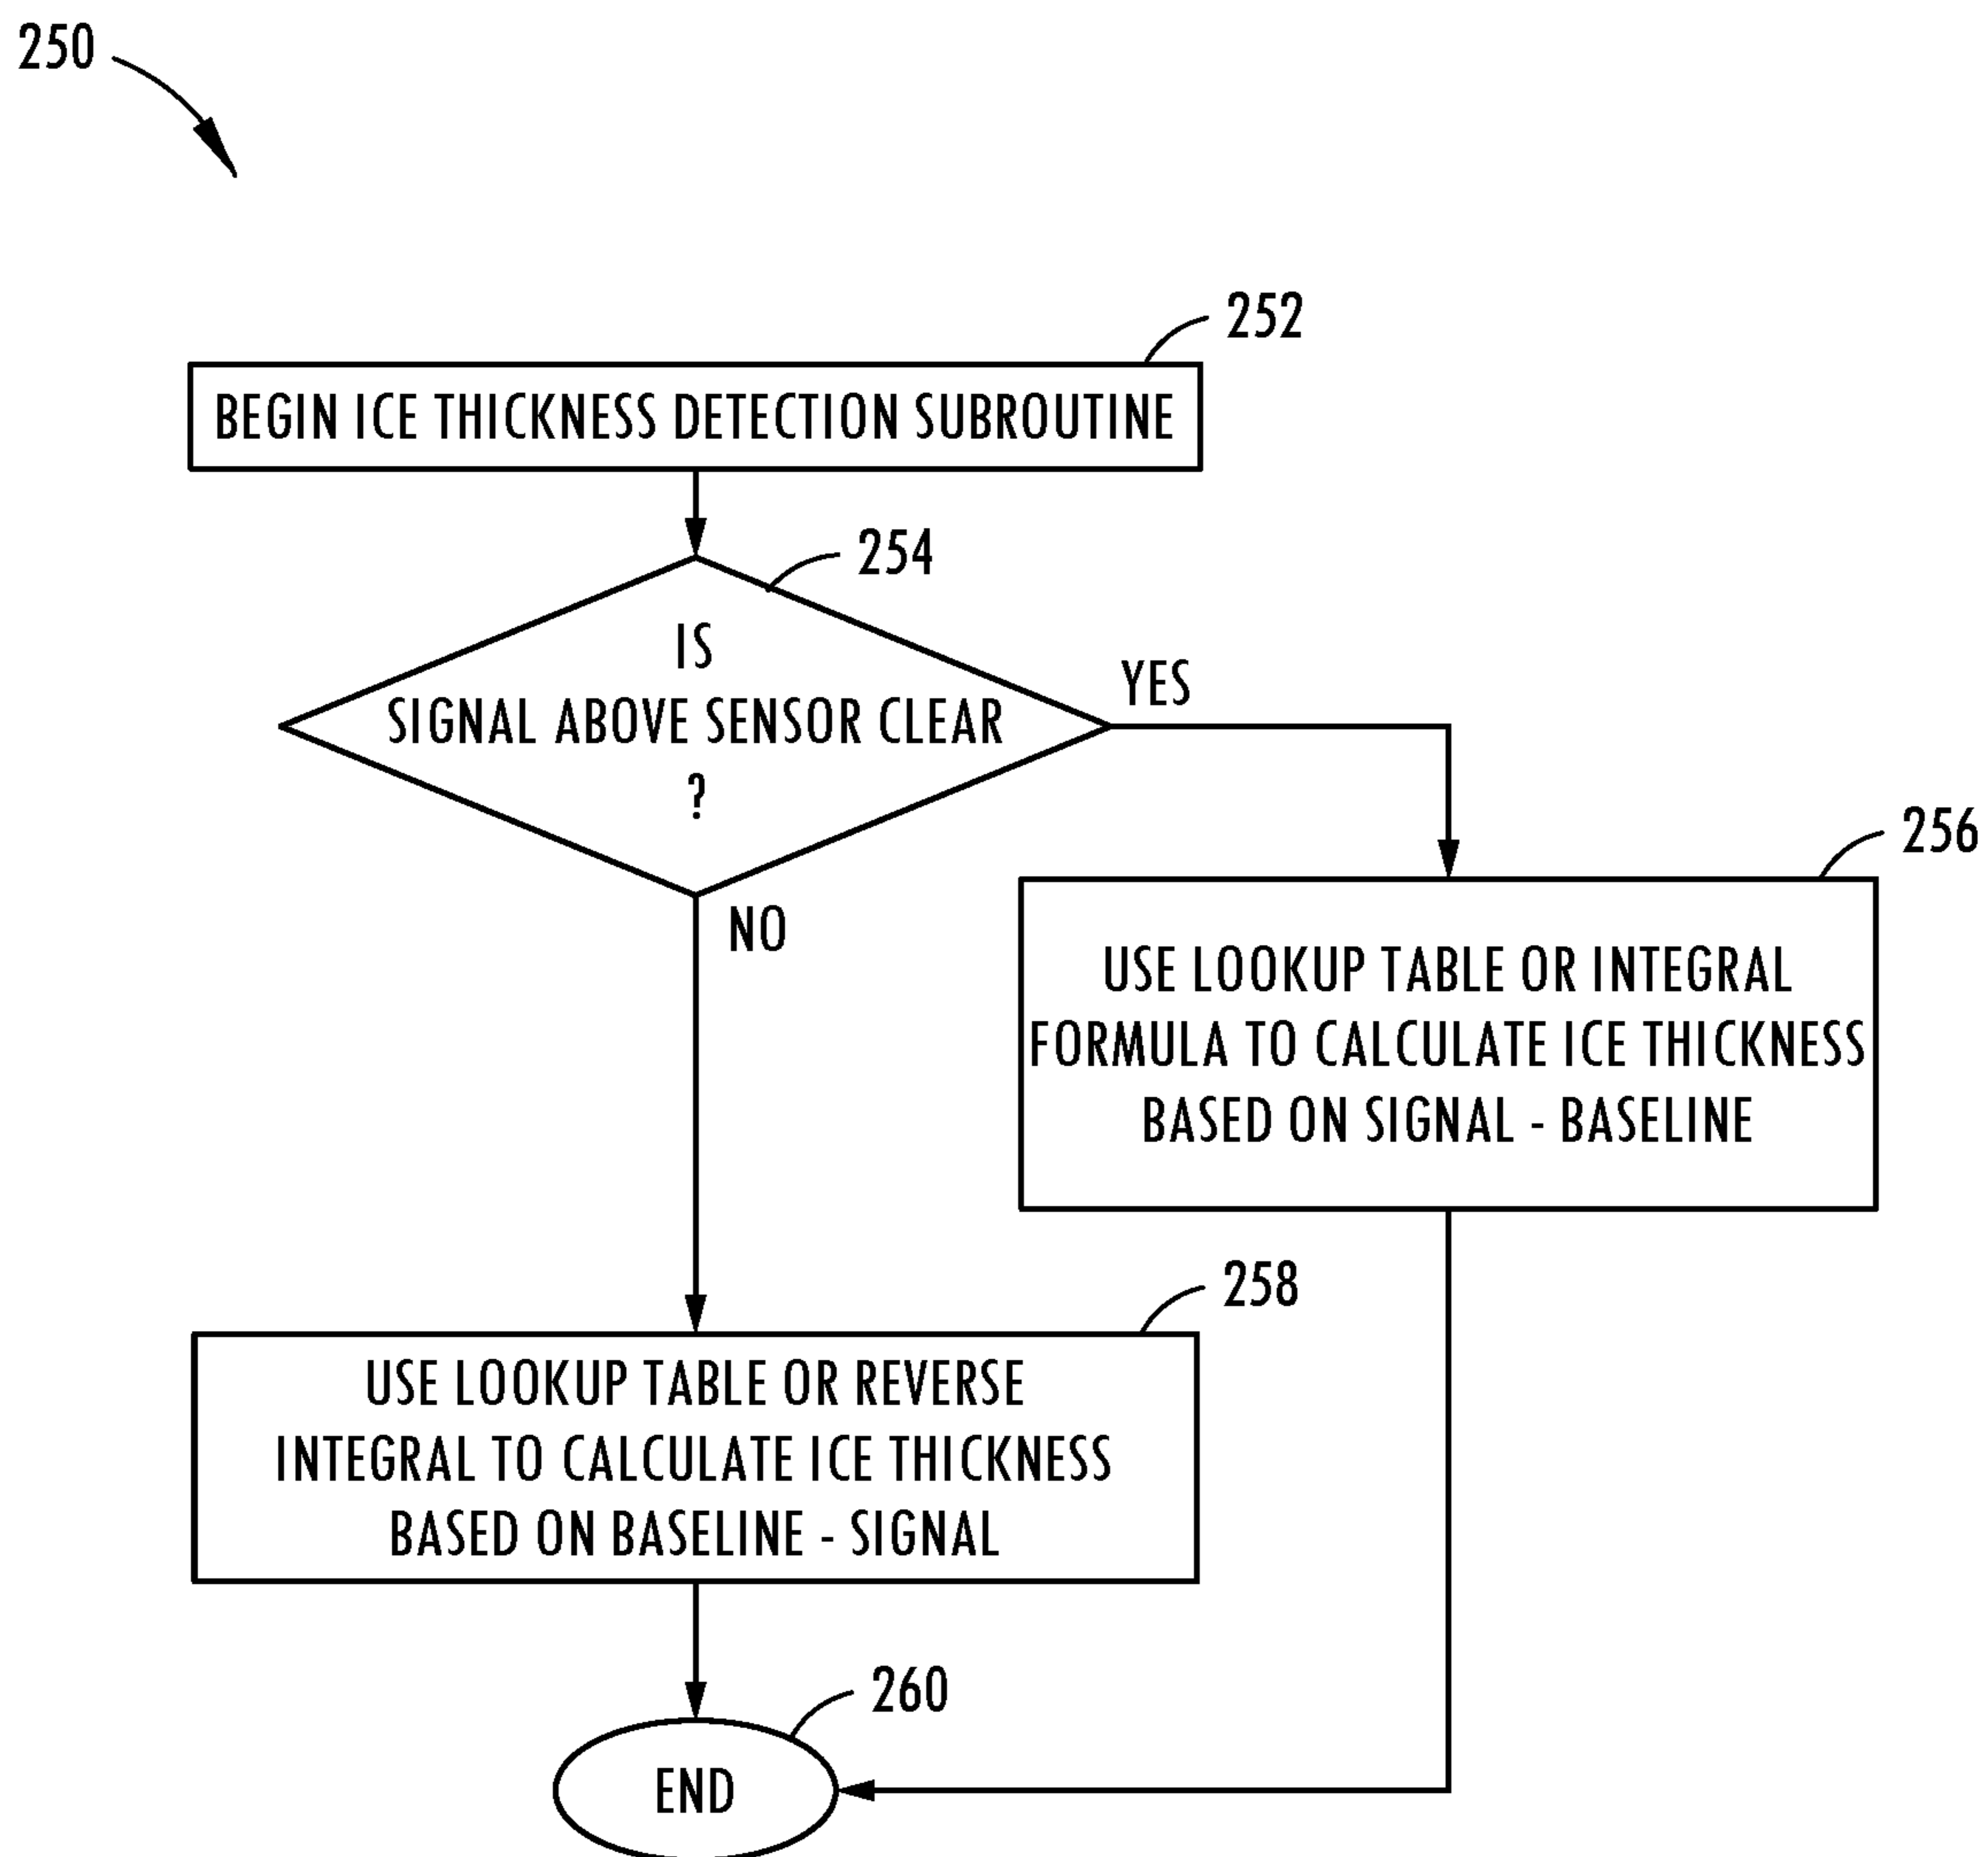 250
252
BEGIN ICE THICKNESS DETECTION SUBROUTINE
254
IS
SIGNAL ABOVE SENSOR CLEAR
?
YES
NO
256
USE LOOKUP TABLE OR INTEGRAL
FORMULA TO CALCULATE ICE THICKNESS
BASED ON SIGNAL - BASELINE
258
USE LOOKUP TABLE OR REVERSE
INTEGRAL TO CALCULATE ICE THICKNESS
BASED ON BASELINE - SIGNAL
260
END